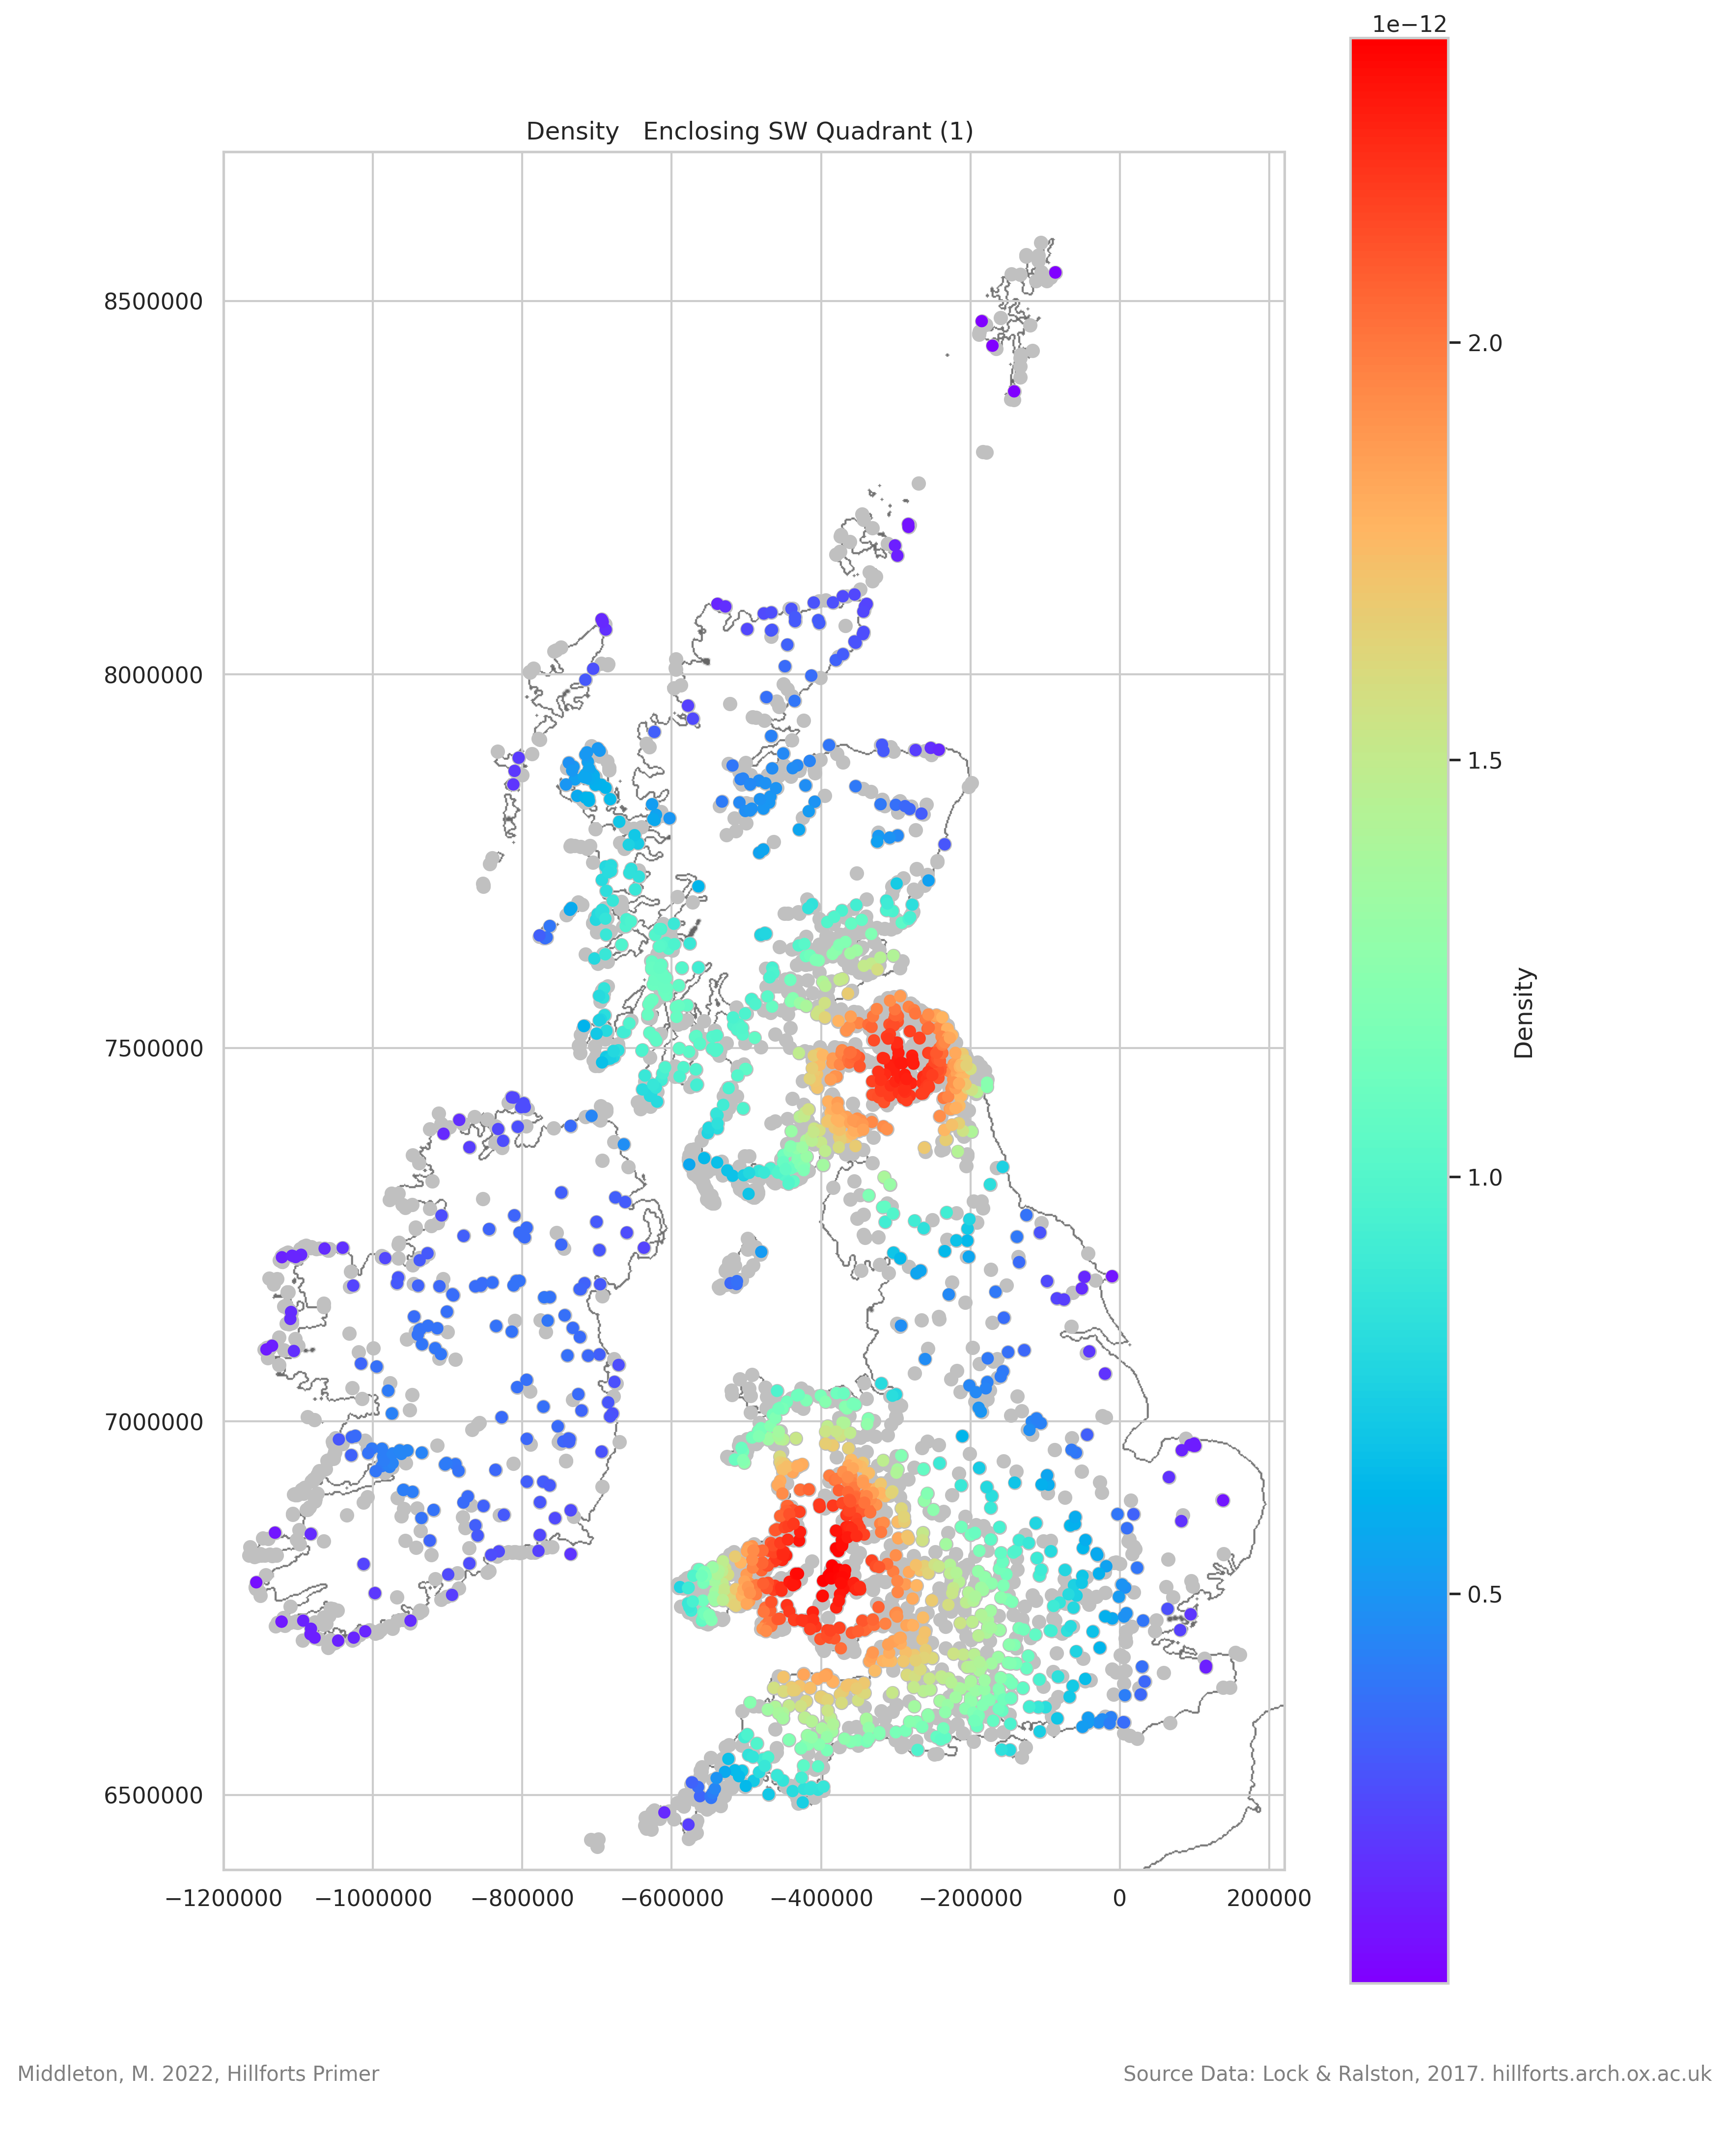 1e−12
Density   Enclosing SW Quadrant (1)
8500000
8000000
7500000
7000000
6500000
−1200000 −1000000 −800000 −600000 −400000 −200000 0 200000
2.0
1.5
1.0
0.5
Density
Middleton, M. 2022, Hillforts Primer
Source Data: Lock & Ralston, 2017. hillforts.arch.ox.ac.uk